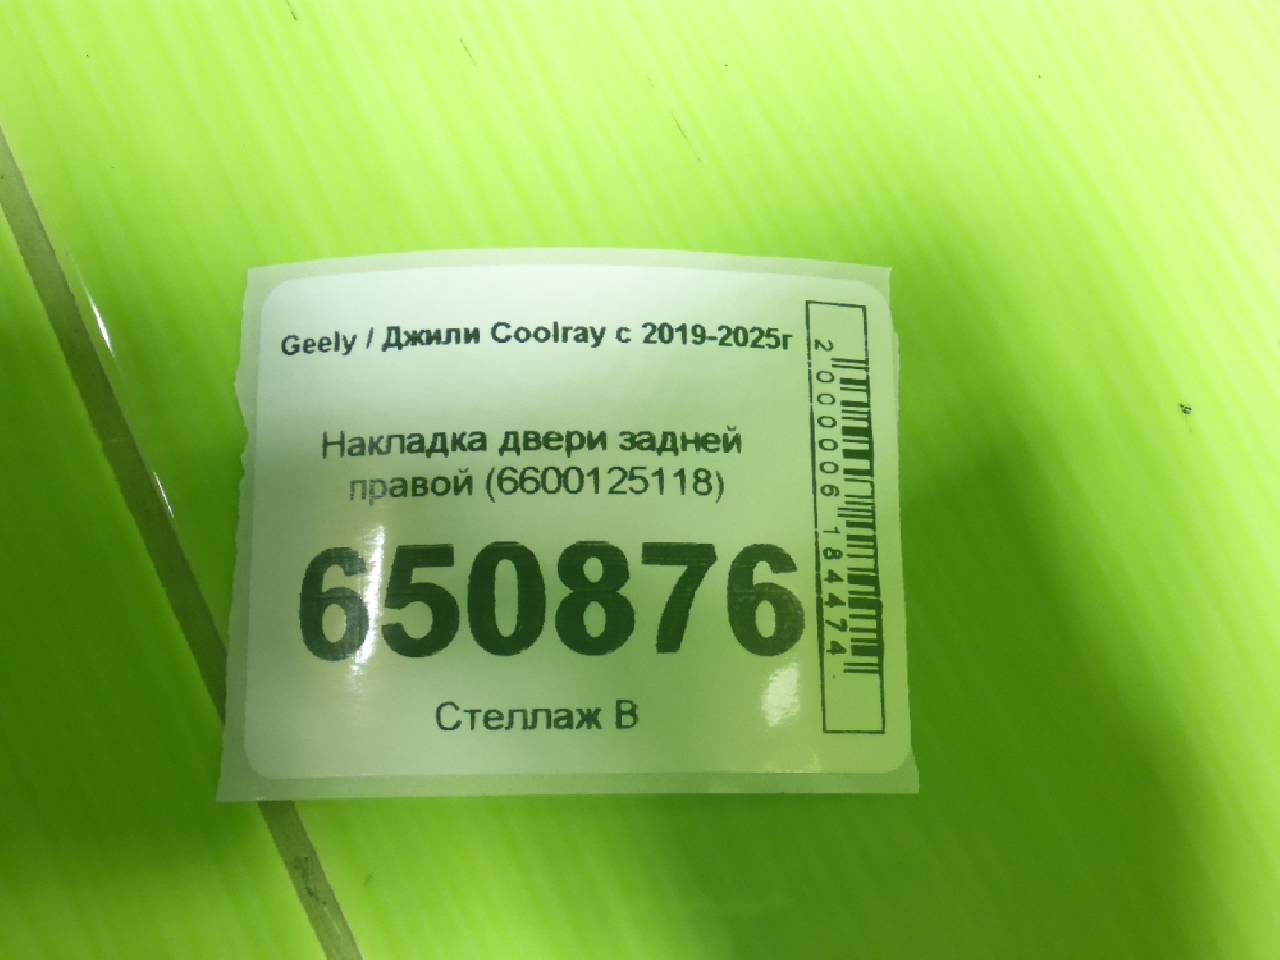 Geely / Джили Coolray с 2019-2025г
Накладка двери задней
правой (6600125118)
650876
Стеллаж В
2000006184474